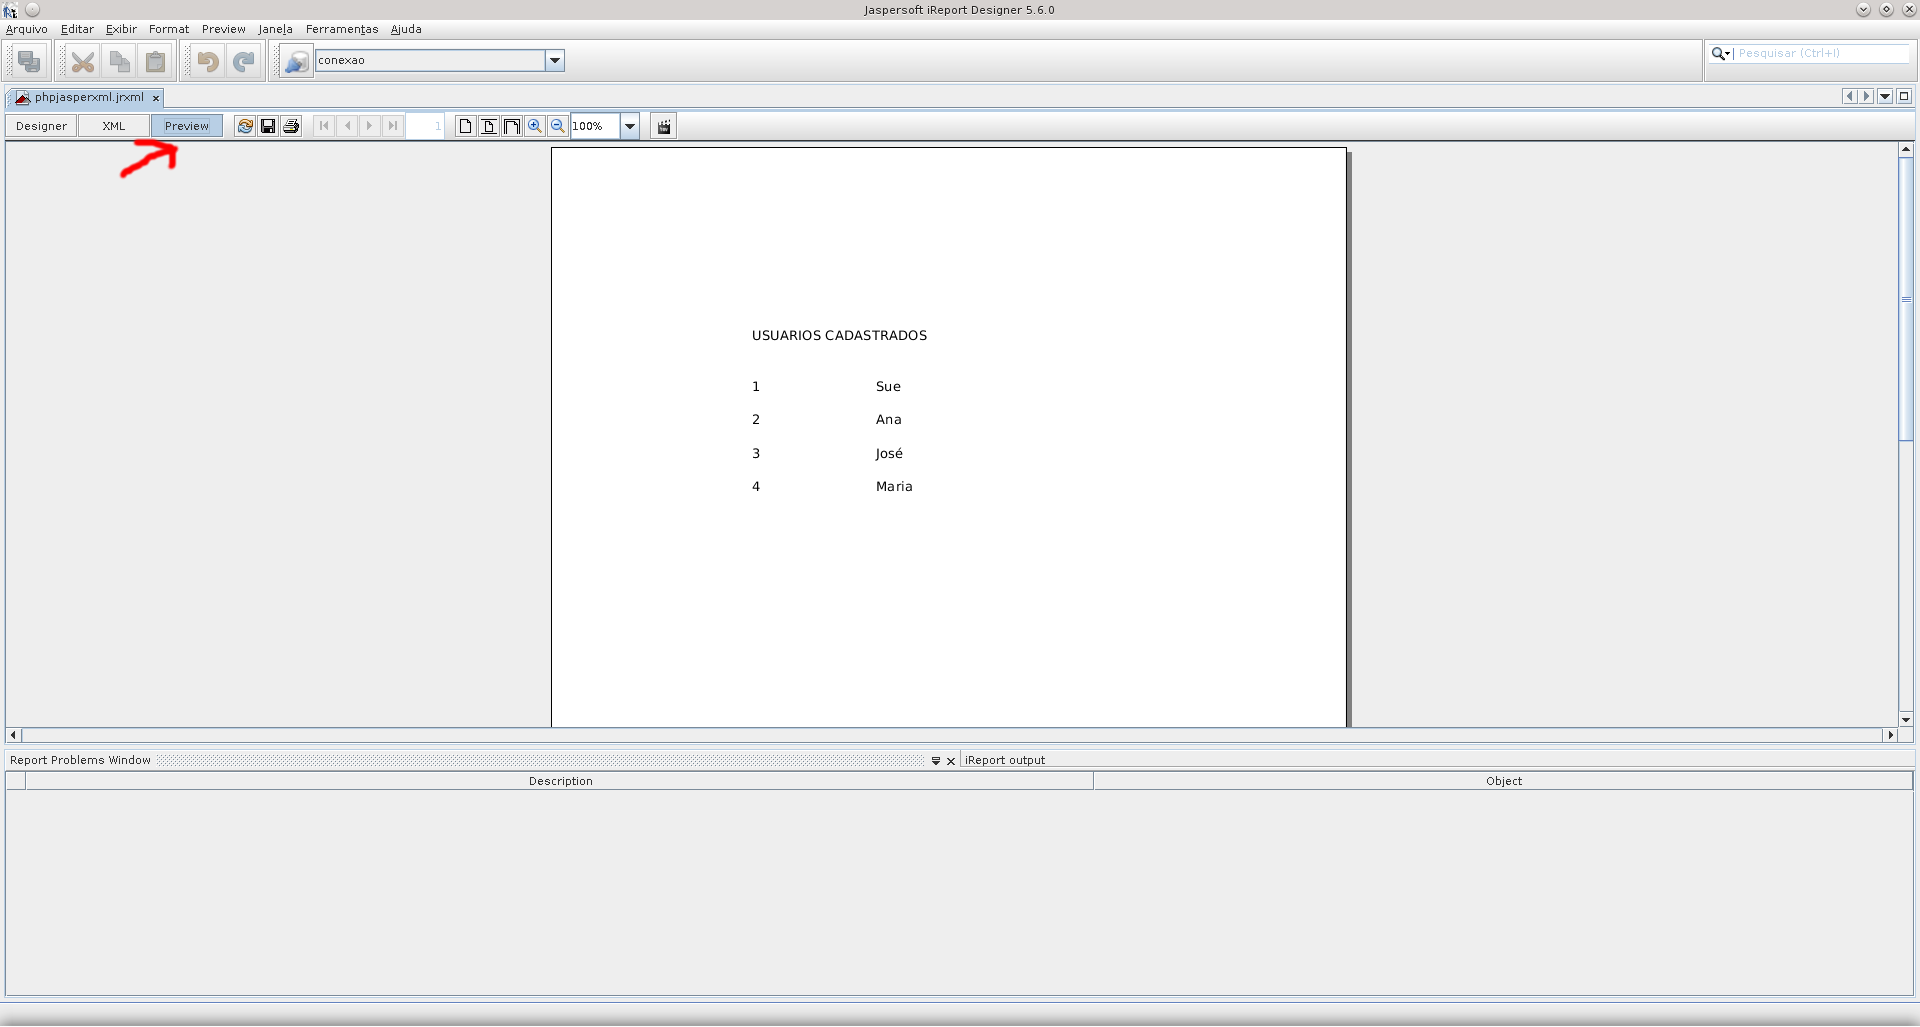 Jaspersoft iReport Designer 5.6.0
Arquivo Editar Exibir Format Preview Janela Ferramentas Ajuda
conexao
Pesquisar (Ctrl+I)
phpjasperxml.jrxml
Designer XML Preview 1 100%
USUARIOS CADASTRADOS
1 Sue
2 Ana
3 José
4 Maria
Report Problems Window iReport output
Description Object